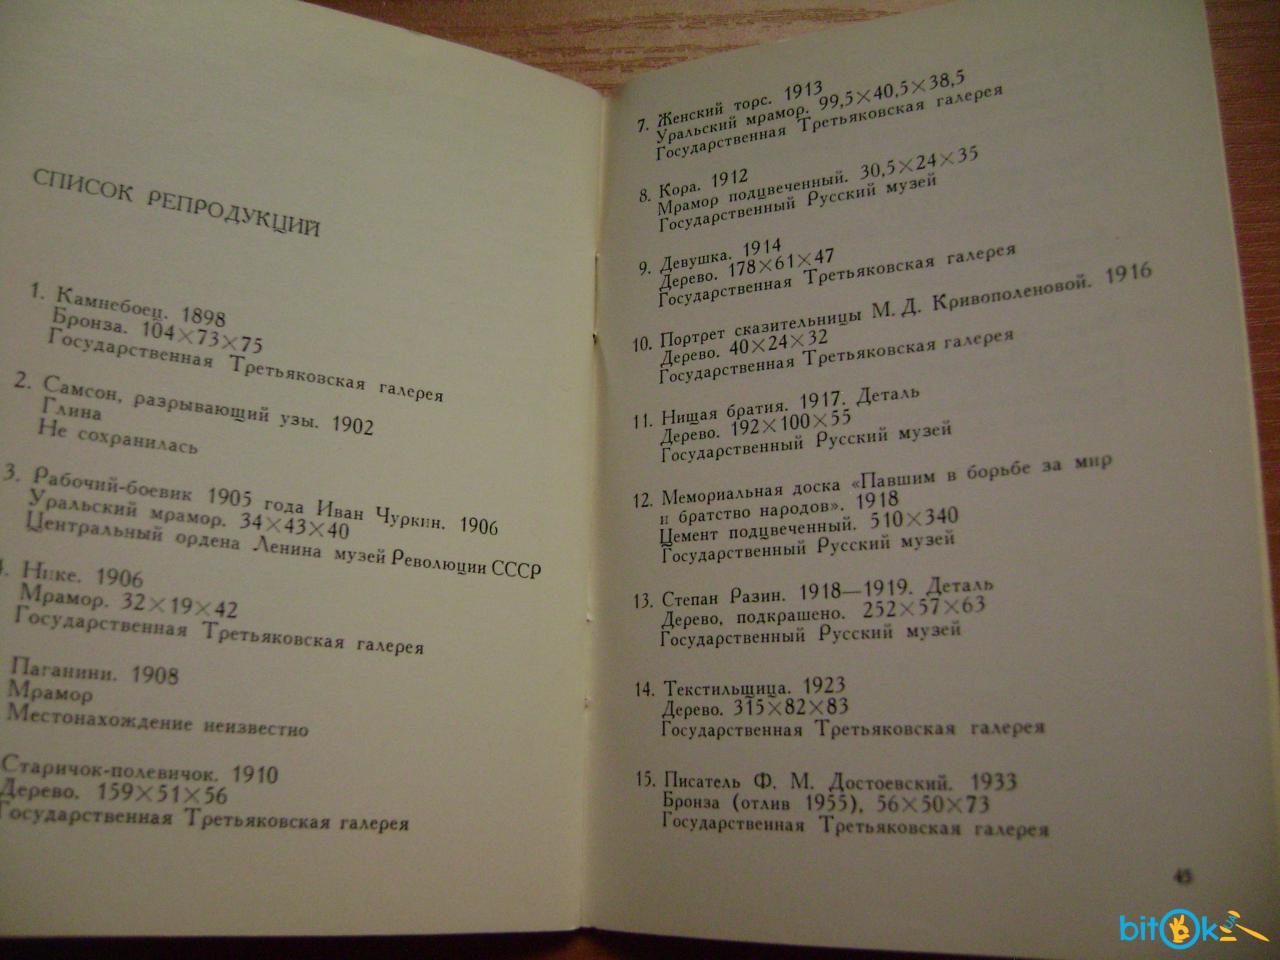 СПИСОК РЕПРОДУКЦИЙ
1. Камнебоец. 1898
Бронза. 104×73×75
Государственная Третьяковская галерея
2. Самсон, разрывающий узы. 1902
Глина
Не сохранилась
3. Рабочий-боевик 1905 года Иван Чуркин. 1906
Уральский мрамор. 34×43×40
Центральный ордена Ленина музей Революции СССР
4. Нике. 1906
Мрамор. 32×19×42
Государственная Третьяковская галерея
Паганини. 1908
Мрамор
Местонахождение неизвестно
Старичок-полевичок. 1910
Дерево. 159×51×56
Государственная Третьяковская галерея
7. Женский торс. 1913
Уральский мрамор. 99,5×40,5×38,5
Государственная Третьяковская галерея
8. Кора. 1912
Мрамор подцвеченный. 30,5×24×35
Государственный Русский музей
9. Девушка. 1914
Дерево. 178×61×47
Государственная Третьяковская галерея
10. Портрет сказительницы М. Д. Кривополеновой. 1916
Дерево. 40×24×32
Государственная Третьяковская галерея
11. Нищая братия. 1917. Деталь
Дерево. 192×100×55
Государственный Русский музей
12. Мемориальная доска «Павшим в борьбе за мир
и братство народов». 1918
Цемент подцвеченный. 510×340
Государственный Русский музей
13. Степан Разин. 1918—1919. Деталь
Дерево, подкрашено. 252×57×63
Государственный Русский музей
14. Текстильщица. 1923
Дерево. 315×82×83
Государственная Третьяковская галерея
15. Писатель Ф. М. Достоевский. 1933
Бронза (отлив 1955), 56×50×73
Государственная Третьяковская галерея
45
bitOk.UA